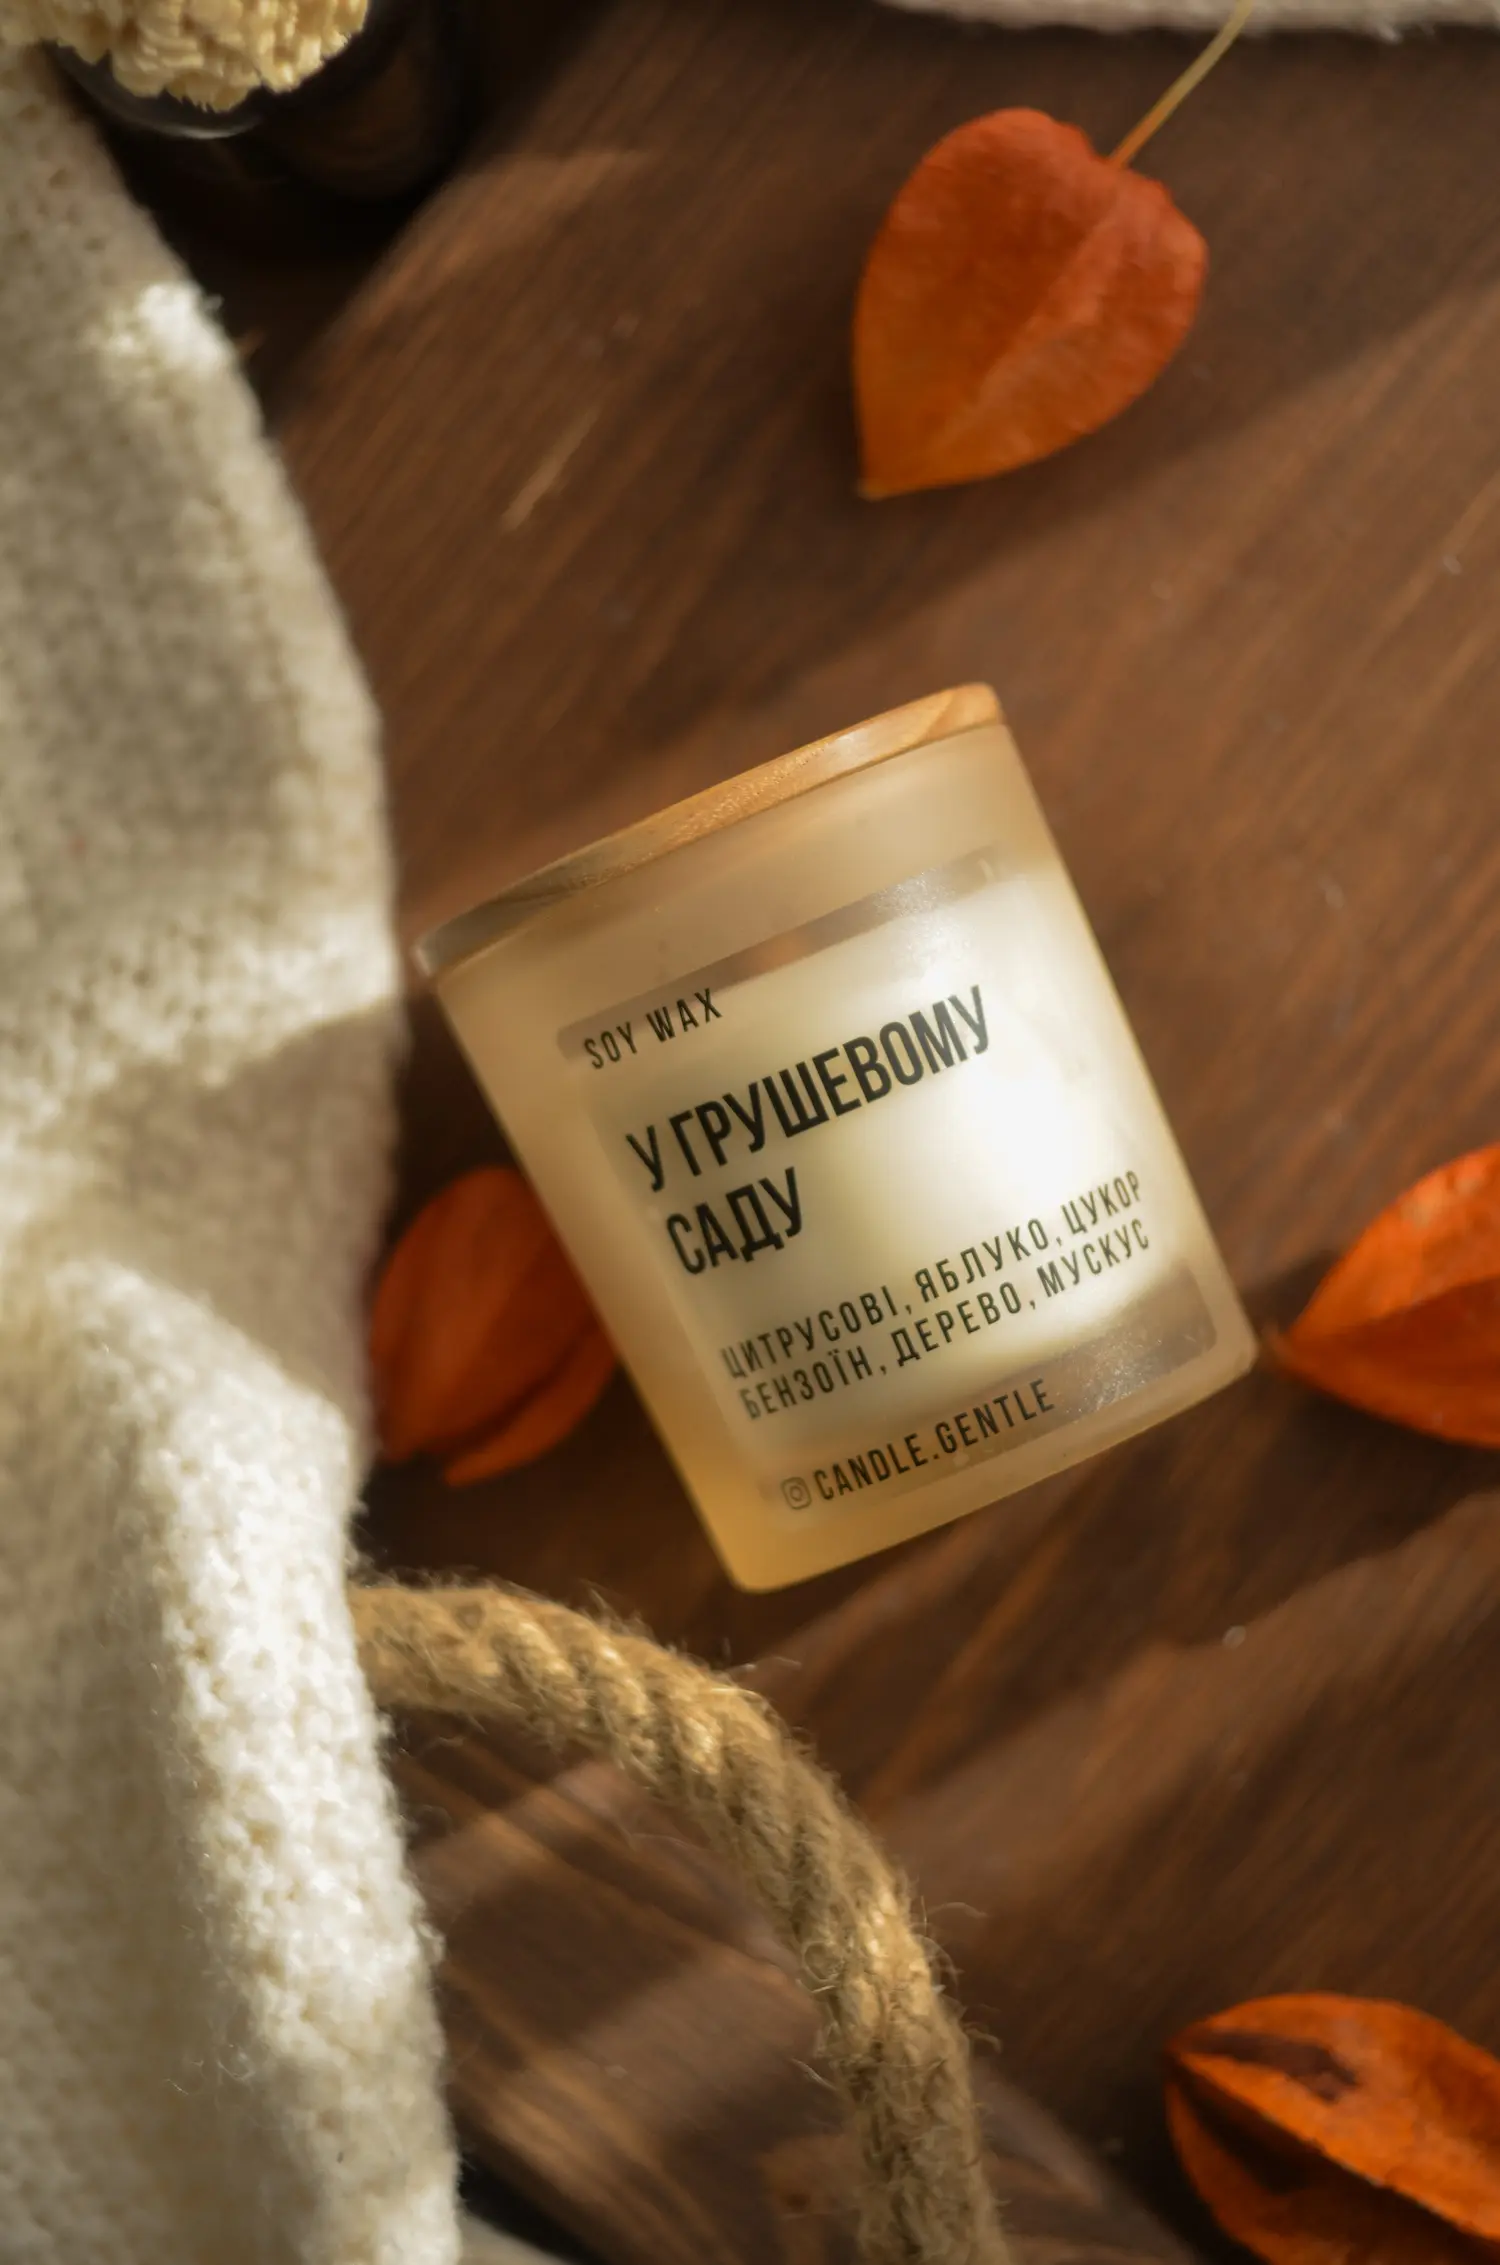 SOY WAX
У ГРУШЕВОМУ
САДУ
ЦИТРУСОВІ, ЯБЛУКО, ЦУКОР
БЕНЗОЇН, ДЕРЕВО, МУСКУС
CANDLE.GENTLE